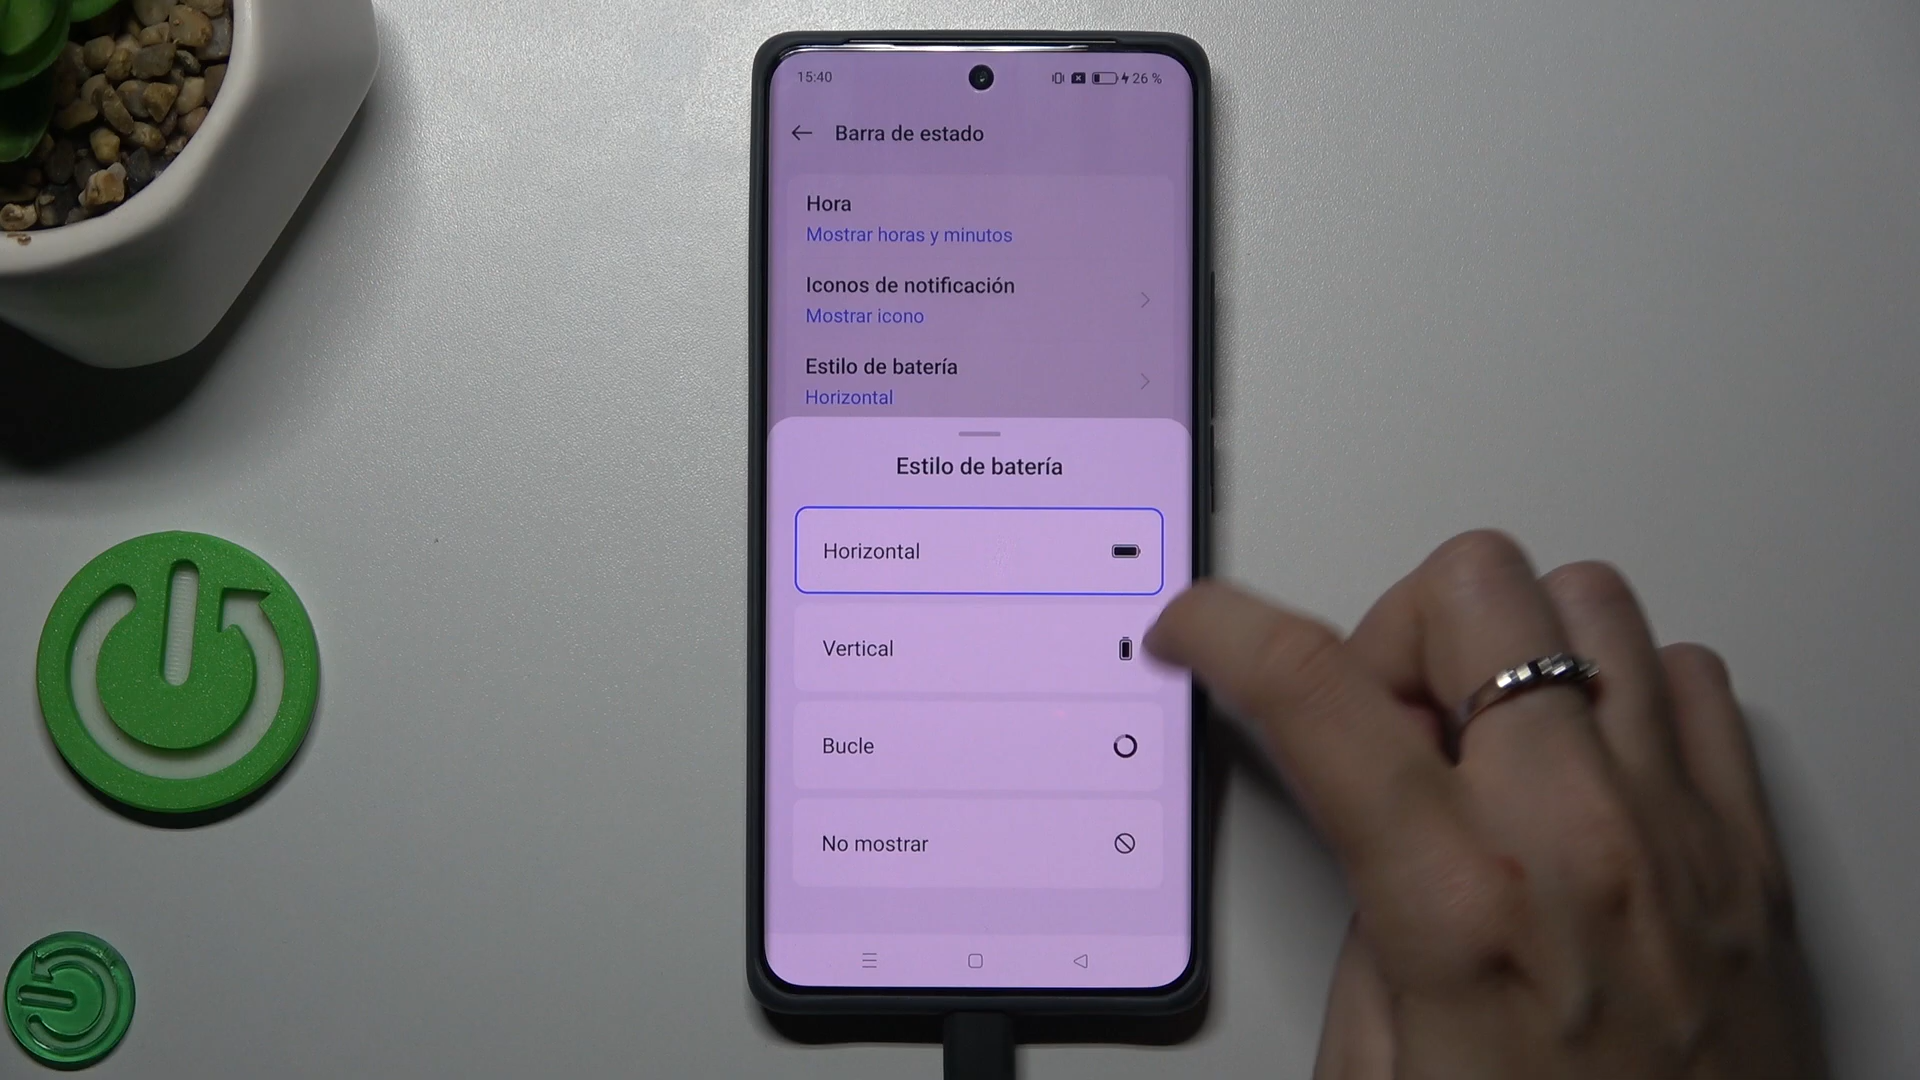 15:40
26 %
Barra de estado
Hora
Mostrar horas y minutos
Iconos de notificación
Mostrar icono
Estilo de batería
Horizontal
Estilo de batería
Horizontal
Vertical
Bucle
No mostrar